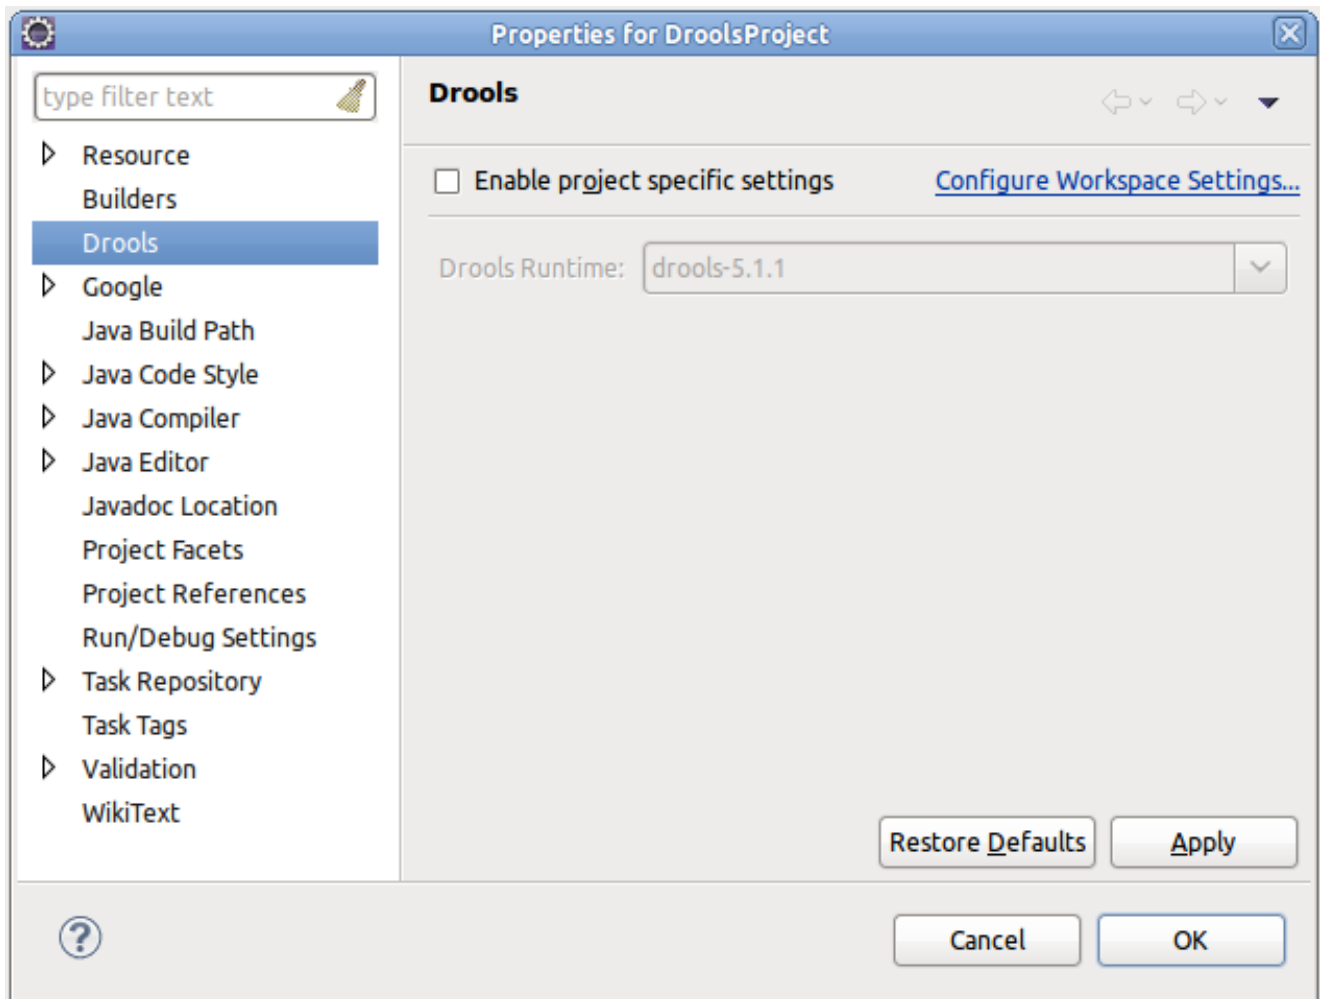 Properties for DroolsProject
type filter text
Resource
Builders
Drools
Google
Java Build Path
Java Code Style
Java Compiler
Java Editor
Javadoc Location
Project Facets
Project References
Run/Debug Settings
Task Repository
Task Tags
Validation
WikiText
Drools
Enable project specific settings
Configure Workspace Settings...
Drools Runtime: drools-5.1.1
Restore Defaults
Apply
?
Cancel
OK